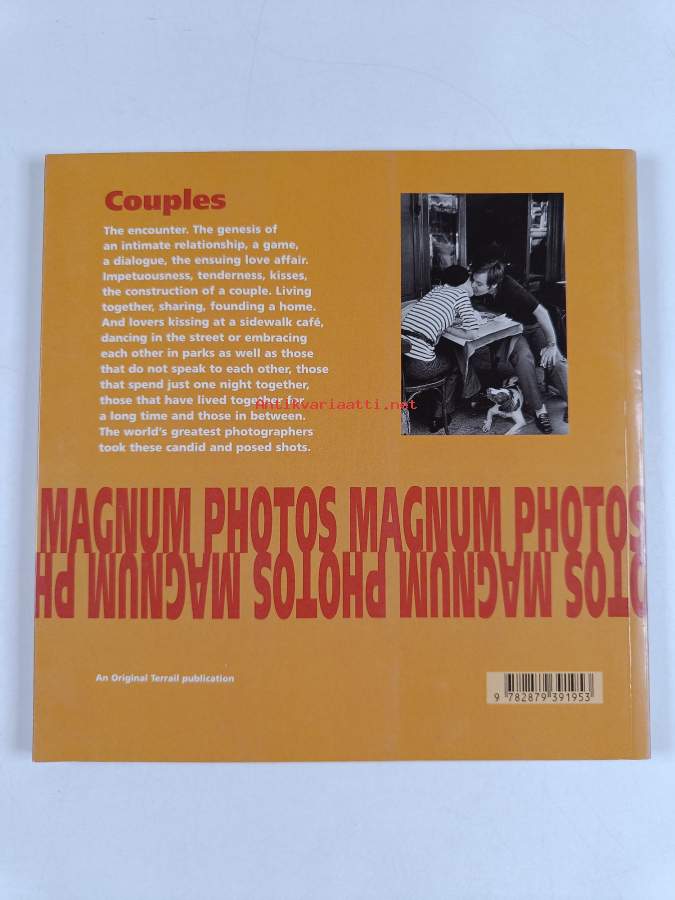 Couples
The encounter. The genesis of
an intimate relationship, a game,
a dialogue, the ensuing love affair.
Impetuousness, tenderness, kisses,
the construction of a couple. Living
together, sharing, founding a home.
And lovers kissing at a sidewalk café,
dancing in the street or embracing
each other in parks as well as those
that do not speak to each other, those
that spend just one night together,
those that have lived together for
a long time and those in between.
The world's greatest photographers
took these candid and posed shots.
Antikvariaatti.net
MAGNUM PHOTOS MAGNUM PHOTOS
OTOS MAGNUM PHOTOS MAGNUM PH
An Original Terrail publication
9 782879 391953